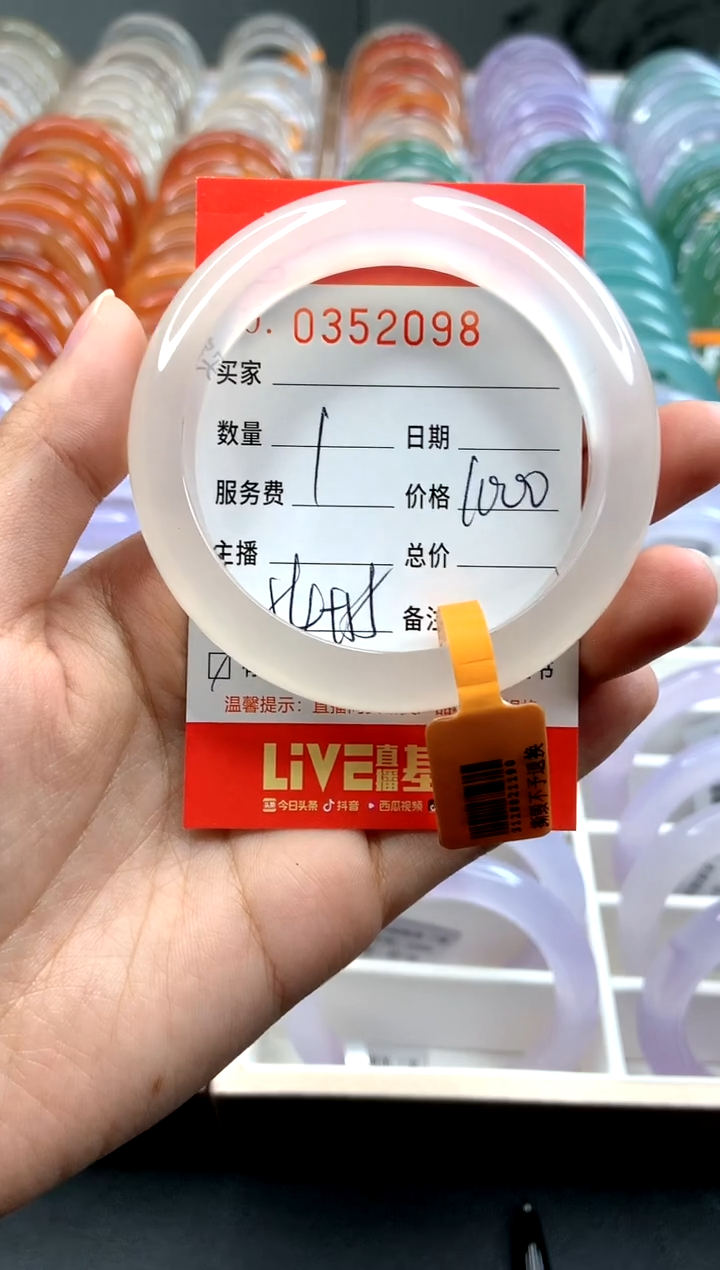 0352098
买家
数量 1 日期
服务费 价格 1000
主播 总价
备注
温馨提示：直播
LiVE直播基
今日头条 抖音 西瓜视频